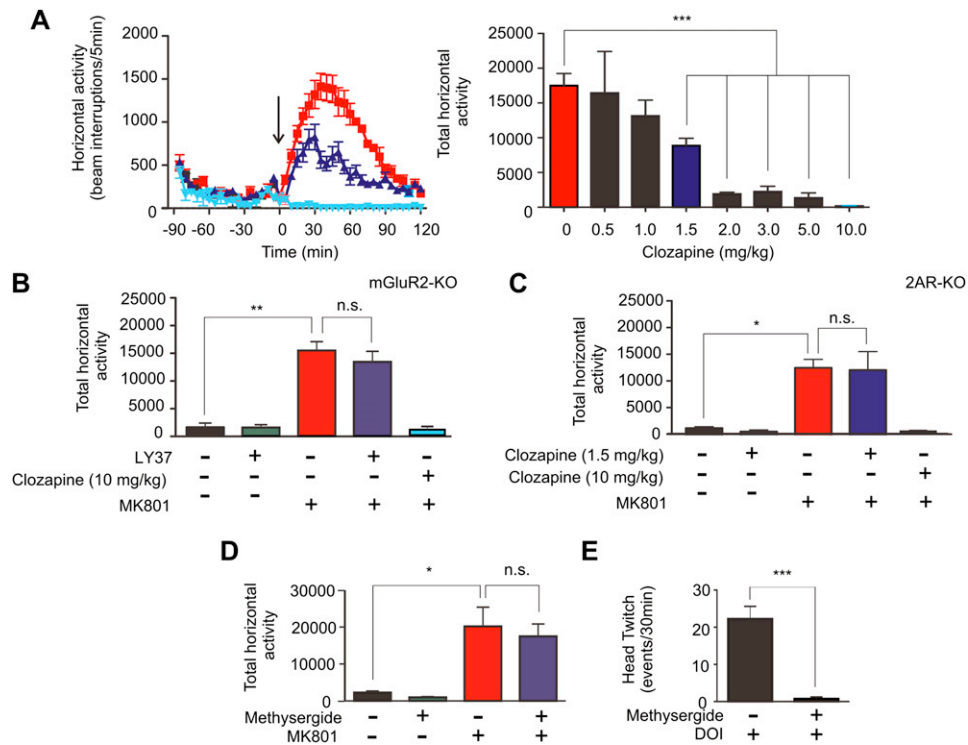 A
Horizontal activity
(beam interruptions/5min)
2000
1500
1000
500
0
-90 -60 -30 0 30 60 90 120
Time (min)
Total horizontal
activity
25000
20000
15000
10000
5000
0
***
0 0.5 1.0 1.5 2.0 3.0 5.0 10.0
Clozapine (mg/kg)
B
mGluR2-KO
Total horizontal
activity
25000
20000
15000
10000
5000
0
**
n.s.
LY37 - + - + -
Clozapine (10 mg/kg) - - - - +
MK801 - - + + +
C
2AR-KO
Total horizontal
activity
25000
20000
15000
10000
5000
0
*
n.s.
Clozapine (1.5 mg/kg) - + - + -
Clozapine (10 mg/kg) - - - - +
MK801 - - + + +
D
Total horizontal
activity
30000
20000
10000
0
*
n.s.
Methysergide - + - +
MK801 - - + +
E
Head Twitch
(events/30min)
30
20
10
0
***
Methysergide - +
DOI + +